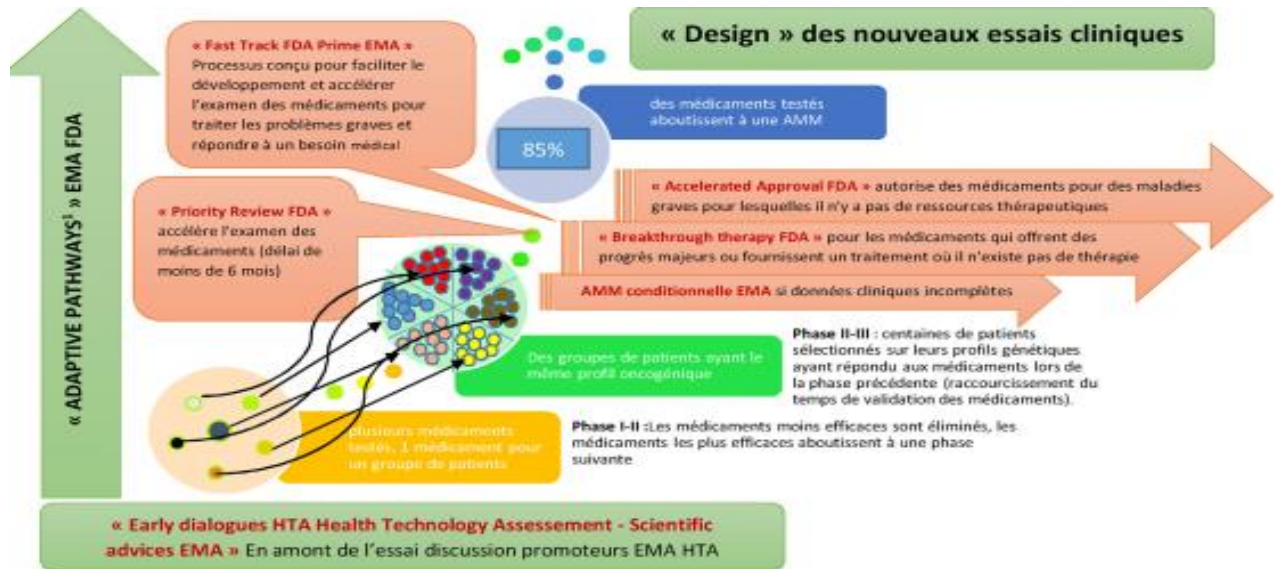 « Design » des nouveaux essais cliniques
« Fast Track FDA Prime EMA »
Processus conçu pour faciliter le
développement et accélérer
l'examen des médicaments pour
traiter les problèmes graves et
répondre à un besoin médical
des médicaments testés
aboutissent à une AMM
85%
« ADAPTIVE PATHWAYS¹ » EMA FDA
« Accelerated Approval FDA » autorise des médicaments pour des maladies
graves pour lesquelles il n'y a pas de ressources thérapeutiques
« Priority Review FDA »
accélère l'examen des
médicaments (délai de
moins de 6 mois)
« Breakthrough therapy FDA » pour les médicaments qui offrent des
progrès majeurs ou fournissent un traitement où il n'existe pas de thérapie
AMM conditionnelle EMA si données cliniques incomplètes
Des groupes de patients ayant le
même profil oncogénique
Phase II-III : centaines de patients
sélectionnés sur leurs profils génétiques
ayant répondu aux médicaments lors de
la phase précédente (raccourcissement du
temps de validation des médicaments).
plusieurs médicaments
testés, 1 médicament pour
un groupe de patients
Phase I-II :Les médicaments moins efficaces sont éliminés, les
médicaments les plus efficaces aboutissent à une phase
suivante
« Early dialogues HTA Health Technology Assessement - Scientific
advices EMA » En amont de l'essai discussion promoteurs EMA HTA